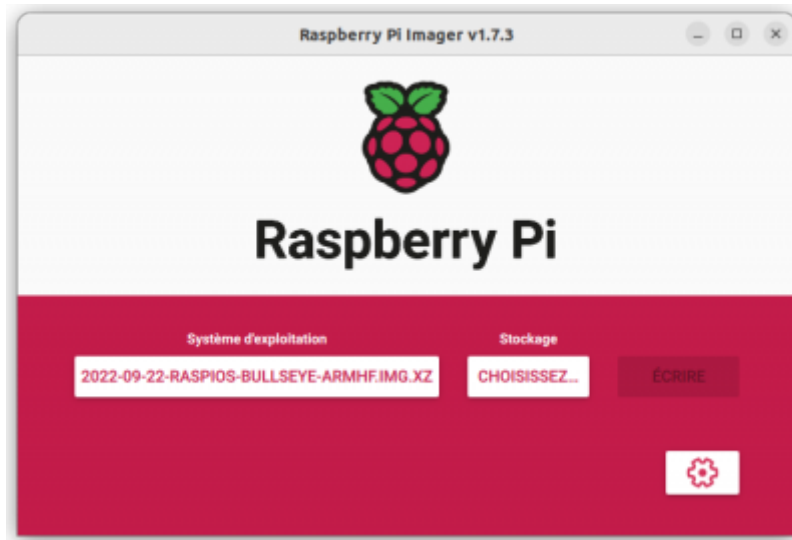 Raspberry Pi Imager v1.7.3
Raspberry Pi
Système d'exploitation
Stockage
2022-09-22-RASPIOS-BULLSEYE-ARMHF.IMG.XZ
CHOISISSEZ...
ÉCRIRE